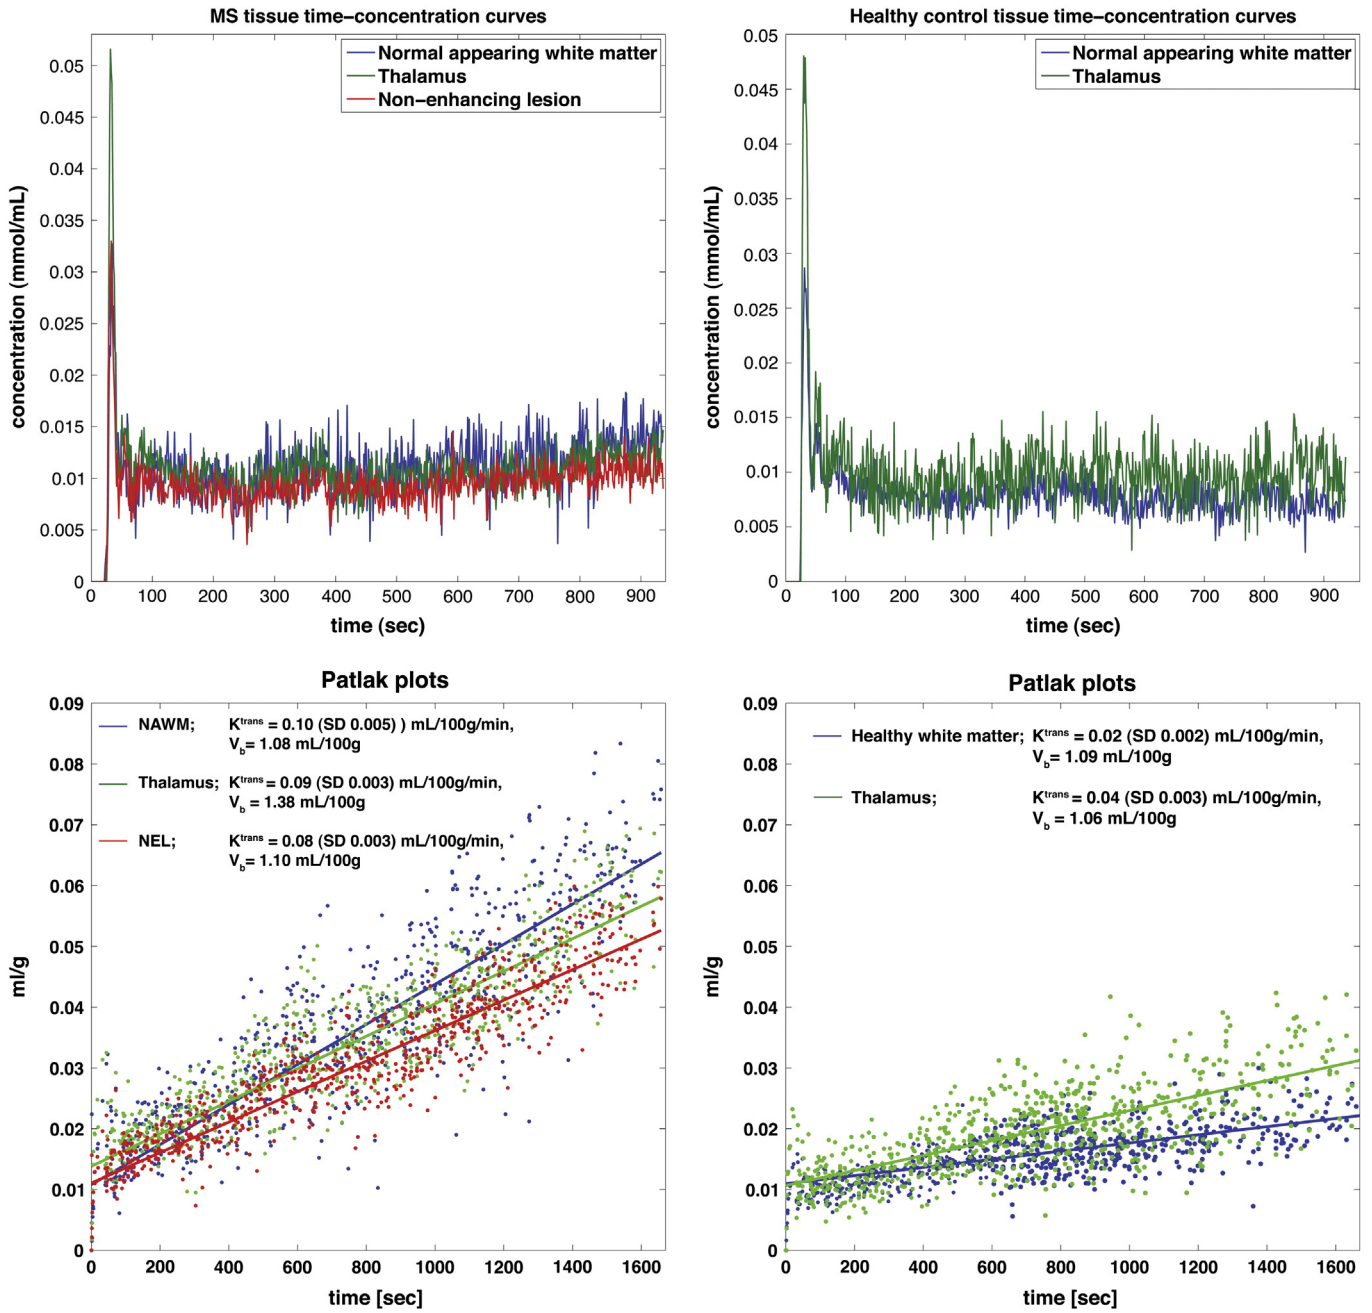 MS tissue time–concentration curves
Normal appearing white matter
Thalamus
Non–enhancing lesion
concentration (mmol/mL)
0.05
0.045
0.04
0.035
0.03
0.025
0.02
0.015
0.01
0.005
0
0 100 200 300 400 500 600 700 800 900
time (sec)
Healthy control tissue time–concentration curves
Normal appearing white matter
Thalamus
concentration (mmol/mL)
0.05
0.045
0.04
0.035
0.03
0.025
0.02
0.015
0.01
0.005
0
0 100 200 300 400 500 600 700 800 900
time (sec)
Patlak plots
NAWM; Ktrans = 0.10 (SD 0.005) ) mL/100g/min,
Vb = 1.08 mL/100g
Thalamus; Ktrans = 0.09 (SD 0.003) mL/100g/min,
Vb = 1.38 mL/100g
NEL; Ktrans = 0.08 (SD 0.003) mL/100g/min,
Vb = 1.10 mL/100g
ml/g
0.09
0.08
0.07
0.06
0.05
0.04
0.03
0.02
0.01
0
0 200 400 600 800 1000 1200 1400 1600
time [sec]
Patlak plots
Healthy white matter; Ktrans = 0.02 (SD 0.002) mL/100g/min,
Vb = 1.09 mL/100g
Thalamus; Ktrans = 0.04 (SD 0.003) mL/100g/min,
Vb = 1.06 mL/100g
ml/g
0.09
0.08
0.07
0.06
0.05
0.04
0.03
0.02
0.01
0
0 200 400 600 800 1000 1200 1400 1600
time [sec]